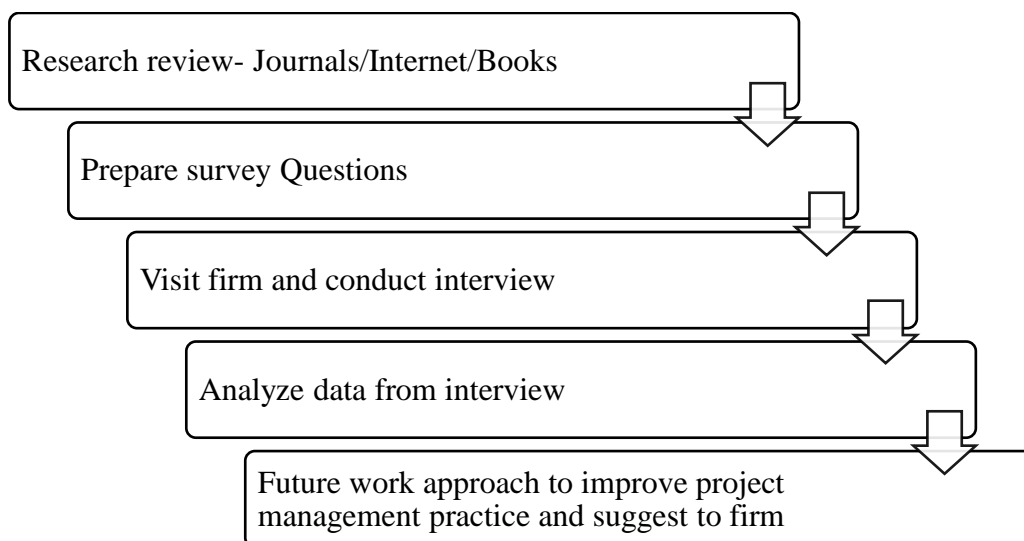 Research review- Journals/Internet/Books
Prepare survey Questions
Visit firm and conduct interview
Analyze data from interview
Future work approach to improve project
management practice and suggest to firm